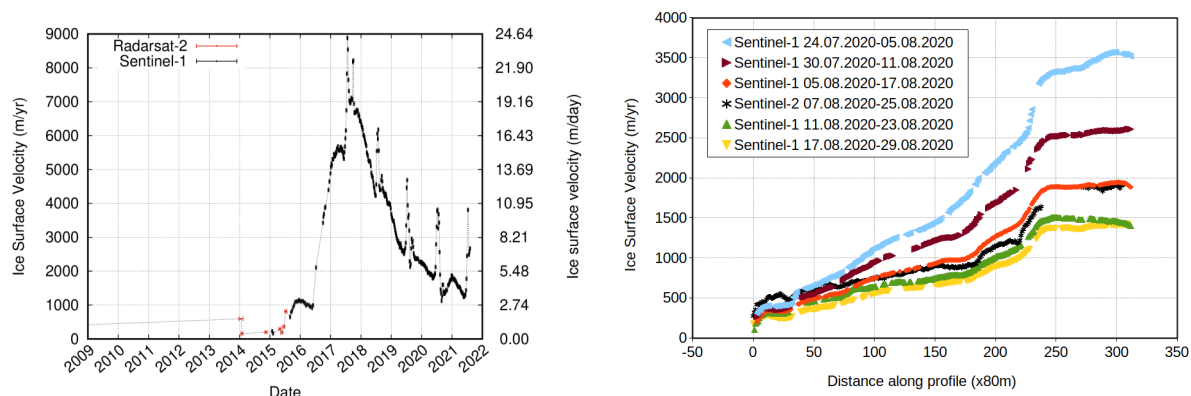 9000
8000
7000
6000
5000
4000
3000
2000
1000
0
Ice Surface Velocity (m/yr)
Radarsat-2
Sentinel-1
24.64
21.90
19.16
16.43
13.69
10.95
8.21
5.48
2.74
0.00
Ice surface velocity (m/day)
2009 2010 2011 2012 2013 2014 2015 2016 2017 2018 2019 2020 2021 2022
Date
4000
3500
3000
2500
2000
1500
1000
500
0
Ice Surface Velocity (m/yr)
Sentinel-1 24.07.2020-05.08.2020
Sentinel-1 30.07.2020-11.08.2020
Sentinel-1 05.08.2020-17.08.2020
Sentinel-2 07.08.2020-25.08.2020
Sentinel-1 11.08.2020-23.08.2020
Sentinel-1 17.08.2020-29.08.2020
-50 0 50 100 150 200 250 300 350
Distance along profile (x80m)